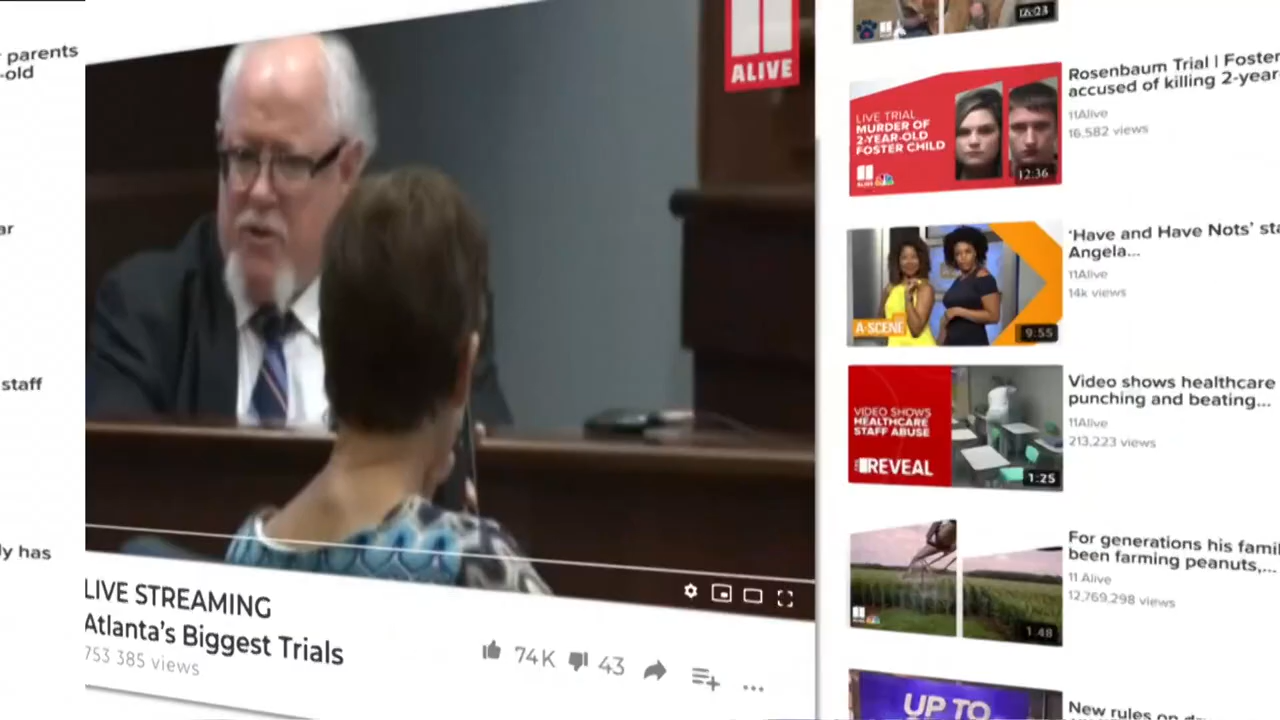 r parents
-old
ar
staff
ly has
11
ALIVE
LIVE STREAMING
Atlanta's Biggest Trials
753 385 views
74K
43
Rosenbaum Trial | Foster
accused of killing 2-year
11Alive
16,582 views
LIVE TRIAL
MURDER OF
2-YEAR-OLD
FOSTER CHILD
12:36
'Have and Have Nots' sta
Angela...
11Alive
14k views
A-SCENE
9:55
Video shows healthcare
punching and beating...
11Alive
213,223 views
VIDEO SHOWS
HEALTHCARE
STAFF ABUSE
REVEAL
1:25
For generations his famil
been farming peanuts,...
11 Alive
12,769,298 views
1:48
UP TO
New rules on